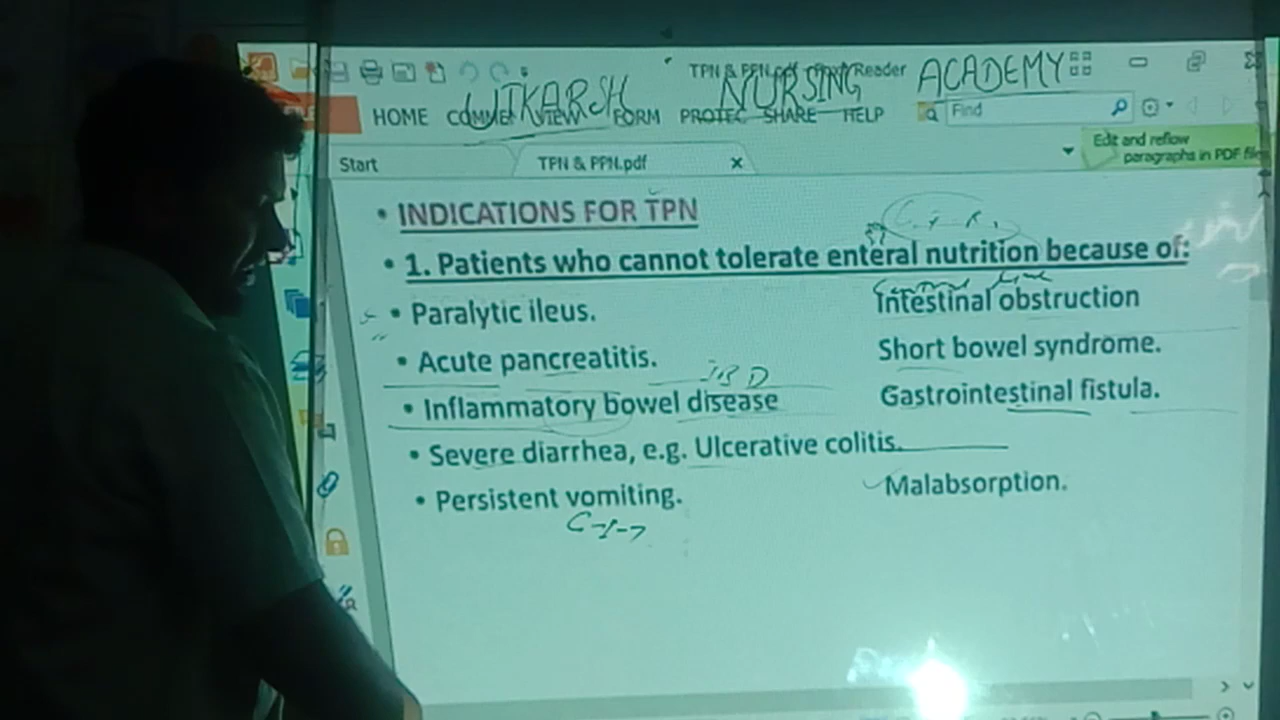 TPN & PPN.pdf Reader
UTKARSH NURSING ACADEMY
HOME VIEW FORM PROTEC SHARE HELP
Find
Edit and reflow
paragraphs in PDF
Start TPN & PPN.pdf
• INDICATIONS FOR TPN
• 1. Patients who cannot tolerate enteral nutrition because of:
• Paralytic ileus. Intestinal obstruction
• Acute pancreatitis. Short bowel syndrome.
IBD
• Inflammatory bowel disease Gastrointestinal fistula.
• Severe diarrhea, e.g. Ulcerative colitis.
• Persistent vomiting. Malabsorption.